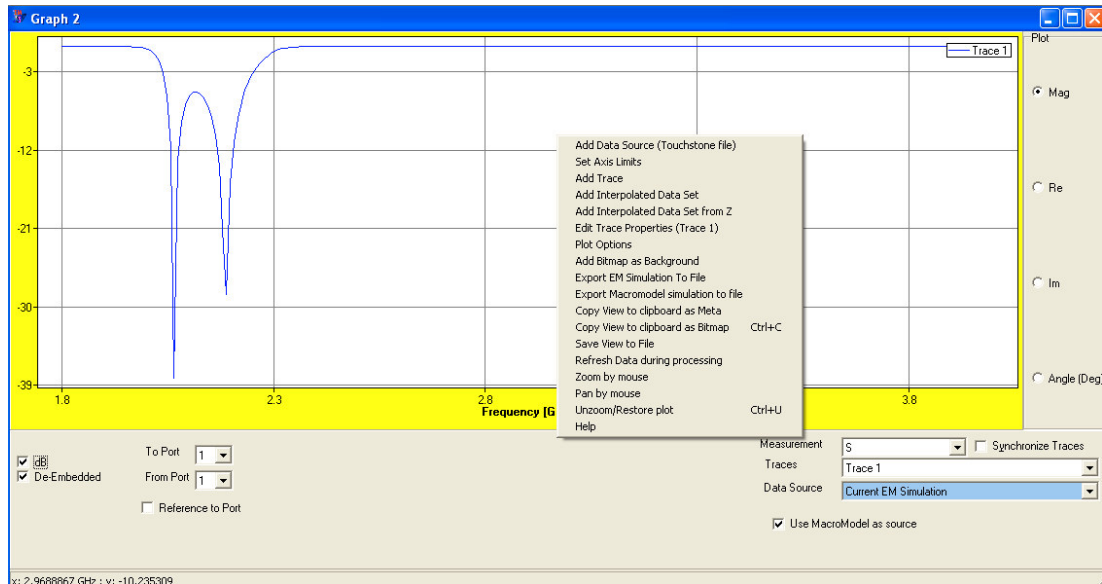 Graph 2
Plot
Trace 1
-3
Mag
-12
Add Data Source (Touchstone file)
Set Axis Limits
Add Trace
Re
Add Interpolated Data Set
Add Interpolated Data Set from Z
-21
Edit Trace Properties (Trace 1)
Plot Options
Add Bitmap as Background
Export EM Simulation To File
Im
Export Macromodel simulation to file
-30
Copy View to clipboard as Meta
Copy View to clipboard as Bitmap Ctrl+C
Save View to File
Refresh Data during processing
Zoom by mouse
Angle (Deg)
-39
Pan by mouse
1.8 2.3 2.8 3.8
Unzoom/Restore plot Ctrl+U
Frequency [G
Help
Measurement S Synchronize Traces
To Port 1
dB
Traces Trace 1
De-Embedded From Port 1
Data Source Current EM Simulation
Reference to Port
Use MacroModel as source
x: 2.9688867 GHz ; y: -10.235309